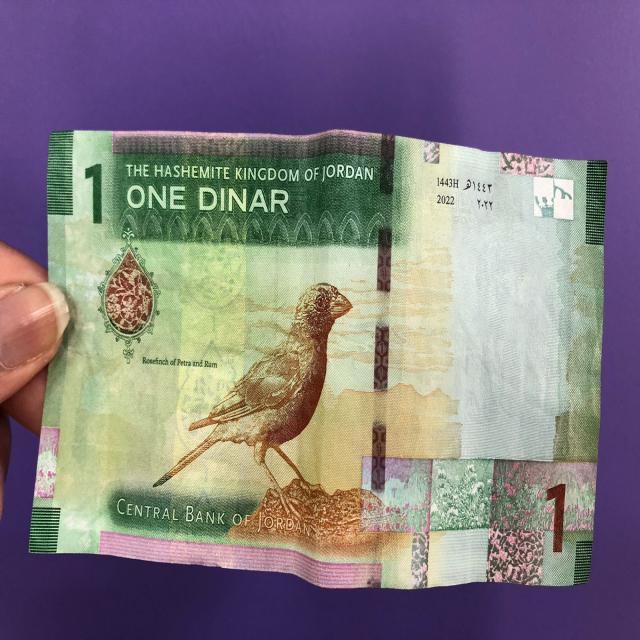 1
THE HASHEMITE KINGDOM OF JORDAN
ONE DINAR
1443H ١٤٤٣هـ
2022 ٢٠٢٢
Rosefinch of Petra and Rum
CENTRAL BANK OF JORDAN
1